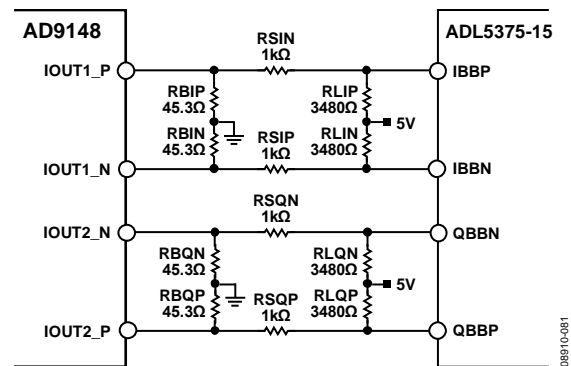 AD9148
ADL5375-15
RSIN
1kΩ
IOUT1_P
IBBP
RBIP
45.3Ω
RLIP
3480Ω
5V
RBIN
45.3Ω
RSIP
1kΩ
RLIN
3480Ω
IOUT1_N
IBBN
RSQN
1kΩ
IOUT2_N
QBBN
RBQN
45.3Ω
RLQN
3480Ω
5V
RBQP
45.3Ω
RSQP
1kΩ
RLQP
3480Ω
IOUT2_P
QBBP
08910-081